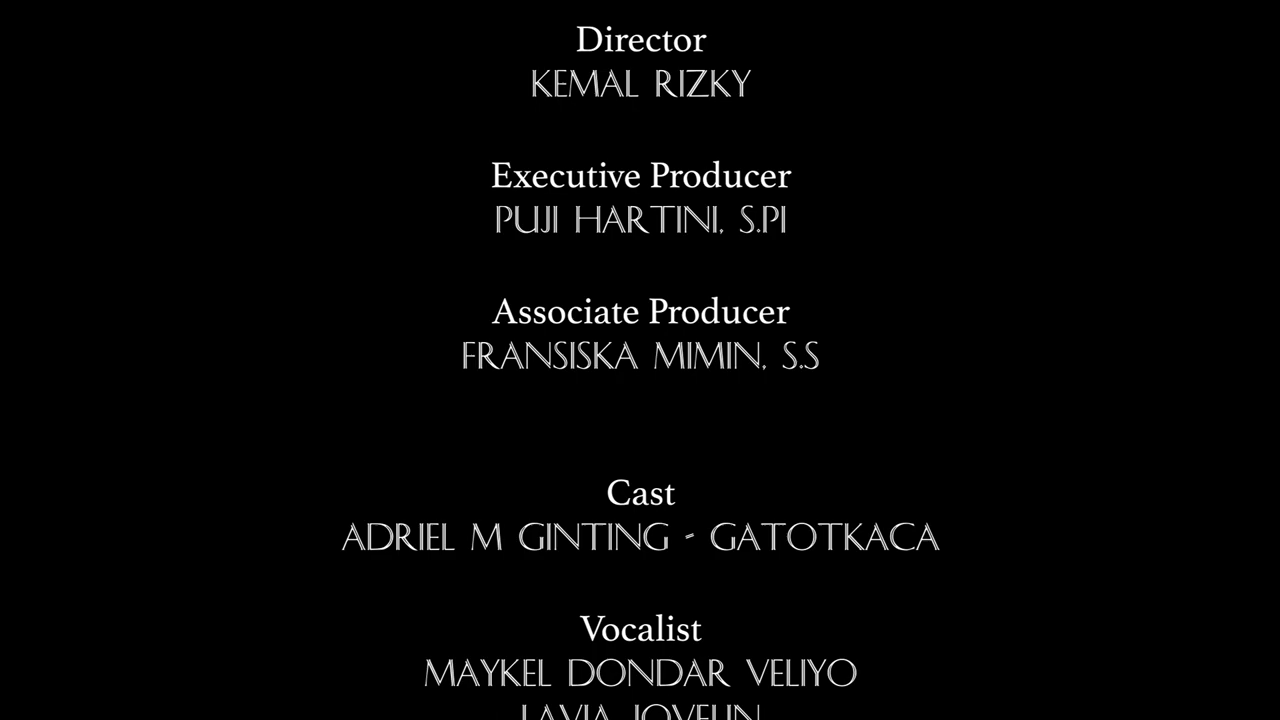 Director
KEMAL RIZKY
Executive Producer
PUJI HARTINI, S.PI
Associate Producer
FRANSISKA MIMIN, S.S
Cast
ADRIEL M GINTING - GATOTKACA
Vocalist
MAYKEL DONDAR VELIYO